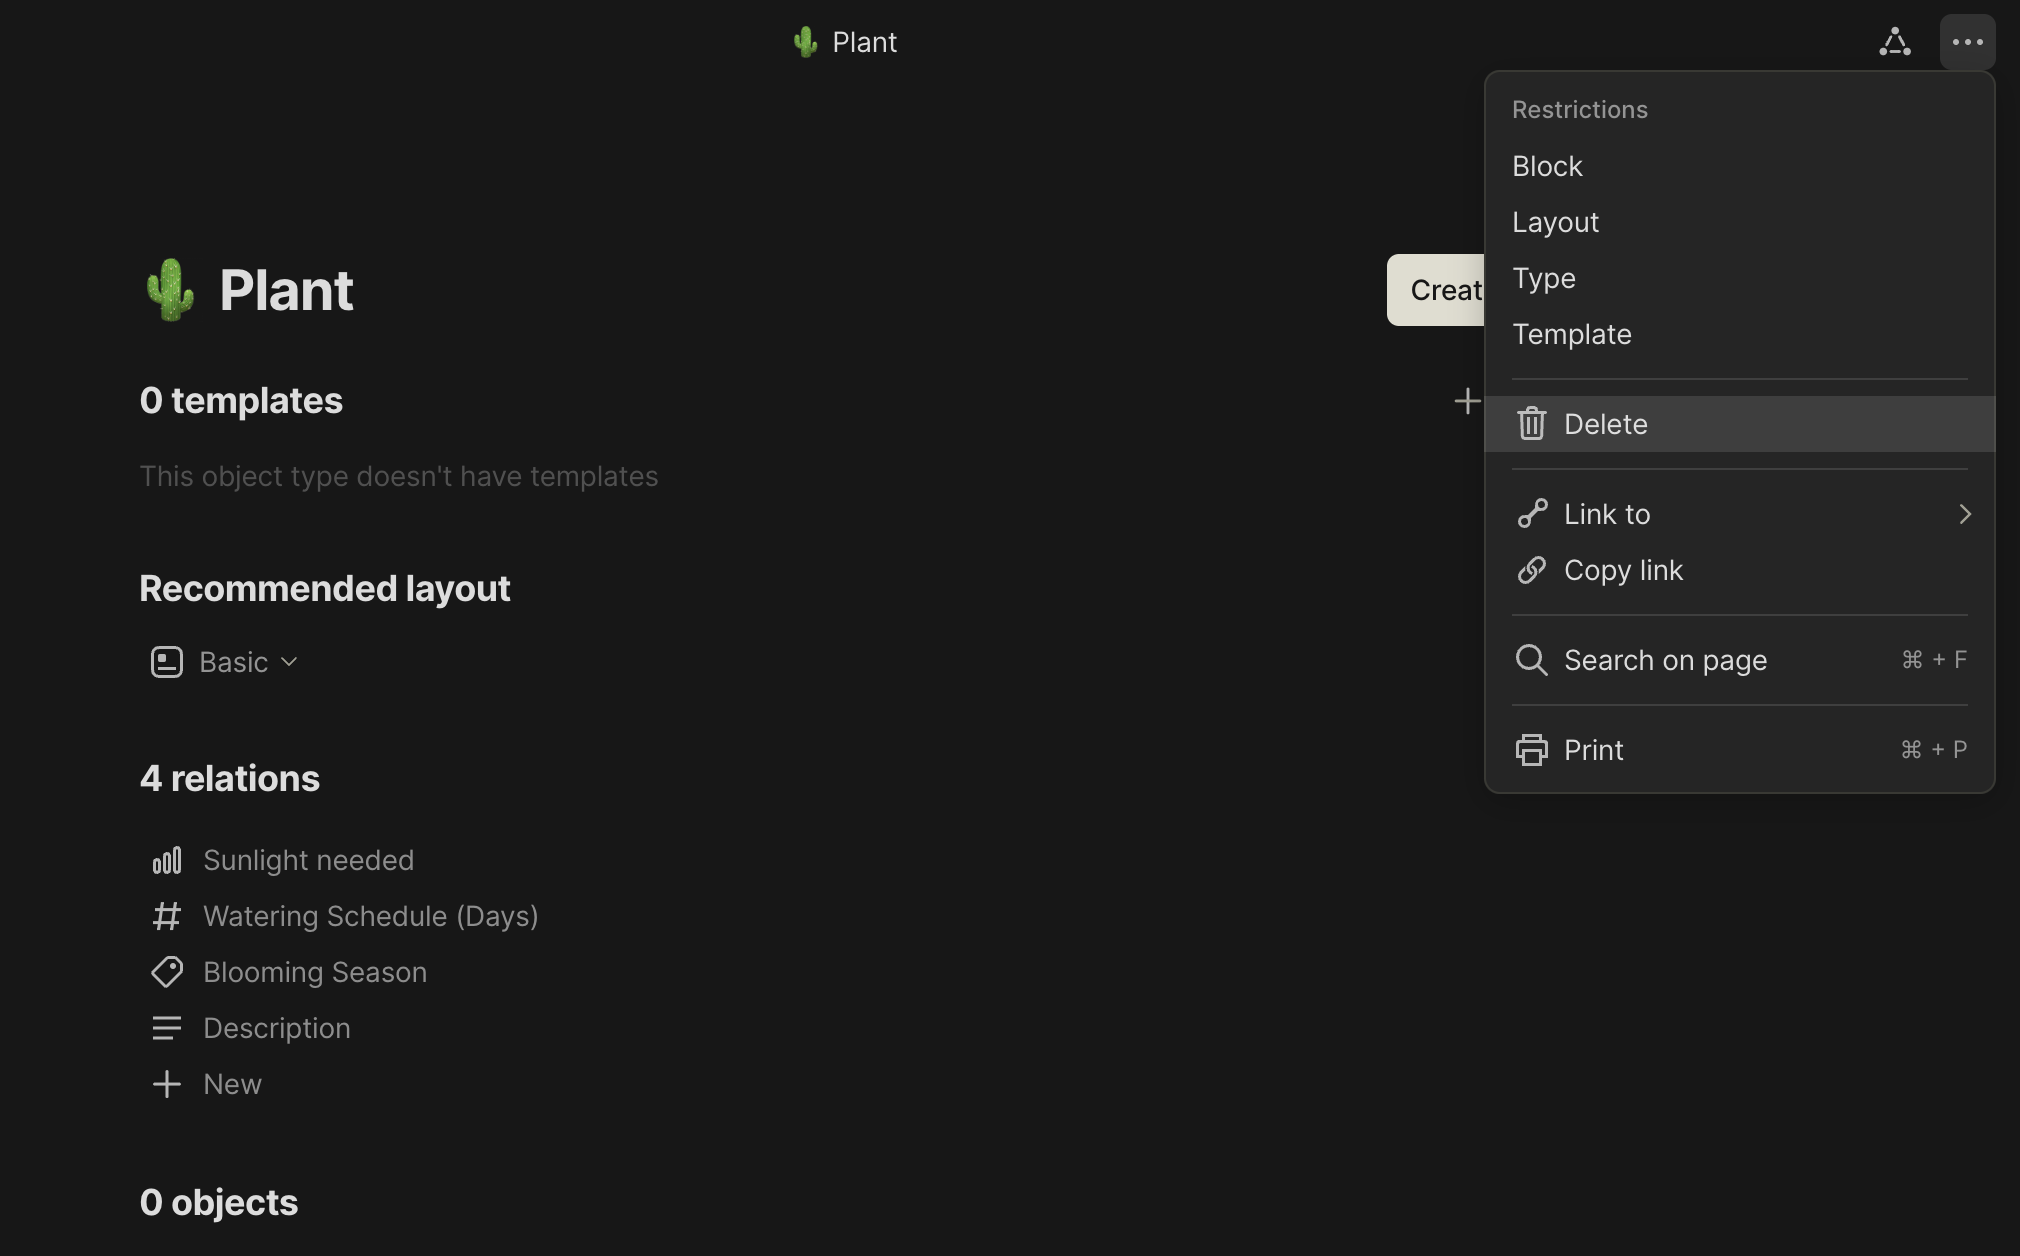 Plant
Restrictions
Block
Layout
Type
Template
Delete
Link to
Copy link
Search on page ⌘ + F
Print ⌘ + P
Plant
Creat
0 templates
This object type doesn't have templates
Recommended layout
Basic
4 relations
Sunlight needed
Watering Schedule (Days)
Blooming Season
Description
New
0 objects